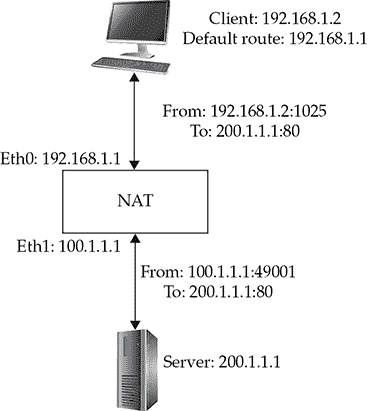 Client: 192.168.1.2
Default route: 192.168.1.1
From: 192.168.1.2:1025
To: 200.1.1.1:80
Eth0: 192.168.1.1
NAT
Eth1: 100.1.1.1
From: 100.1.1.1:49001
To: 200.1.1.1:80
Server: 200.1.1.1